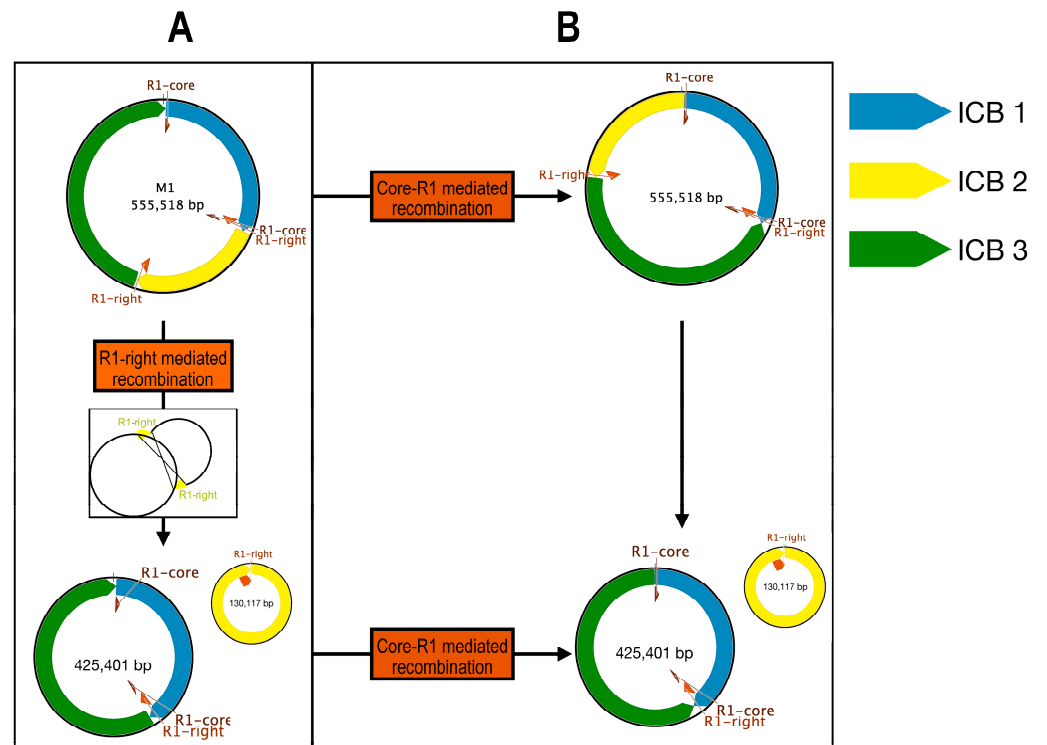 A
B
R1-core
M1
555,518 bp
R1-core
R1-right
R1-right
R1-core
R1-right
555,518 bp
R1-core
R1-right
Core-R1 mediated
recombination
ICB 1
ICB 2
ICB 3
R1-right mediated
recombination
R1-right
R1-right
R1-core
425,401 bp
R1-core
R1-right
R1-right
130,117 bp
Core-R1 mediated
recombination
R1-core
425,401 bp
R1-core
R1-right
R1-right
130,117 bp